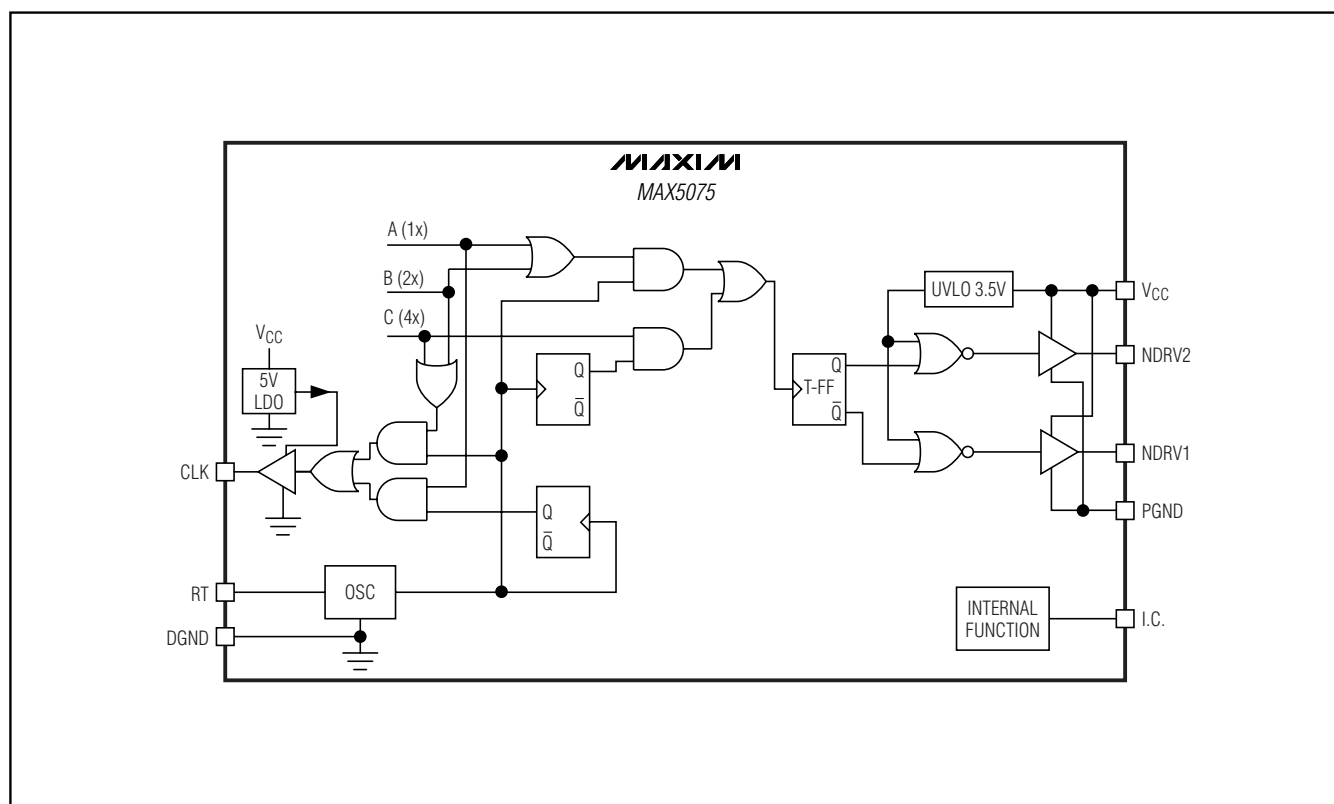 MAXIM
MAX5075
A (1x)
B (2x)
C (4x)
VCC
5V
LDO
CLK
RT
DGND
OSC
Q
Q̅
Q
Q̅
T-FF
Q
Q̅
UVLO 3.5V
VCC
NDRV2
NDRV1
PGND
INTERNAL
FUNCTION
I.C.